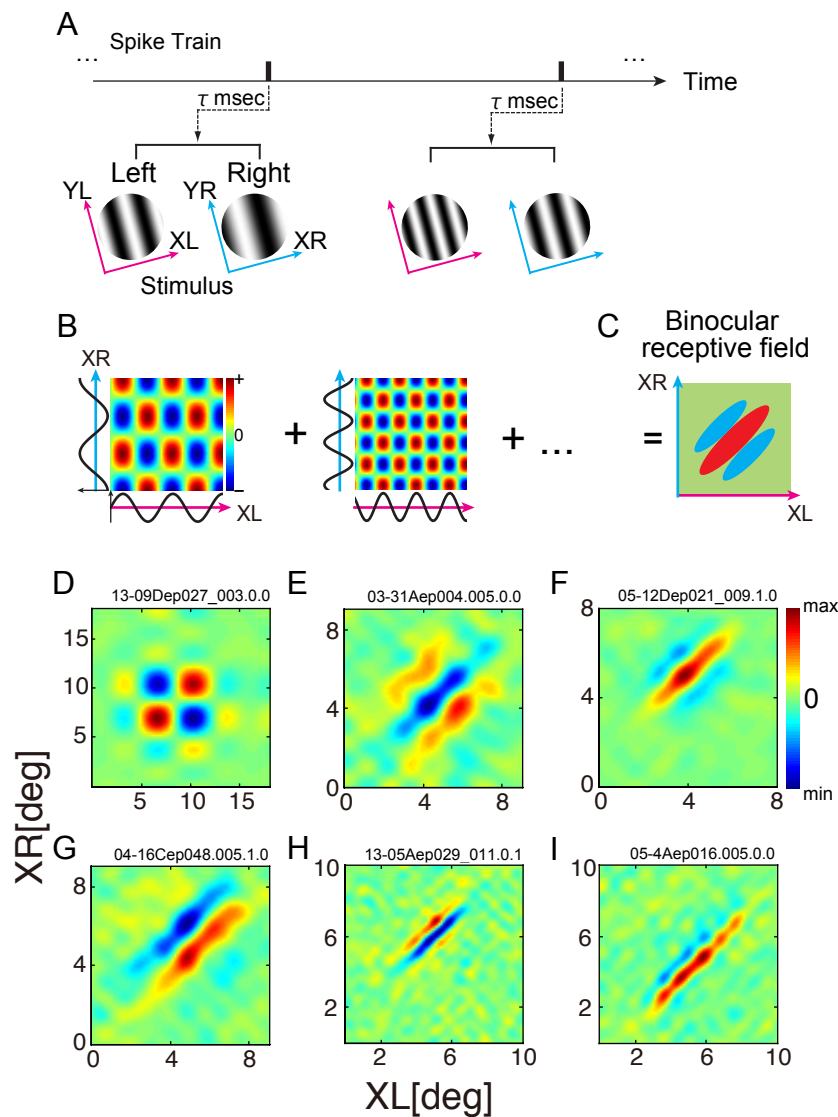 A
Spike Train
... ...
Time
τ msec τ msec
Left Right
YL YR
XL XR
Stimulus
B
XR
+
0
−
XL
+ + ... =
C
Binocular
receptive field
XR
XL
D 13-09Dep027_003.0.0
15
10
5
5 10 15
E 03-31Aep004.005.0.0
8
4
0
0 4 8
F 05-12Dep021_009.1.0
8
4
0
0 4 8
max
0
min
G 04-16Cep048.005.1.0
8
4
0
0 4 8
H 13-05Aep029_011.0.1
10
6
2
2 6 10
I 05-4Aep016.005.0.0
10
6
2
2 6 10
XR[deg]
XL[deg]